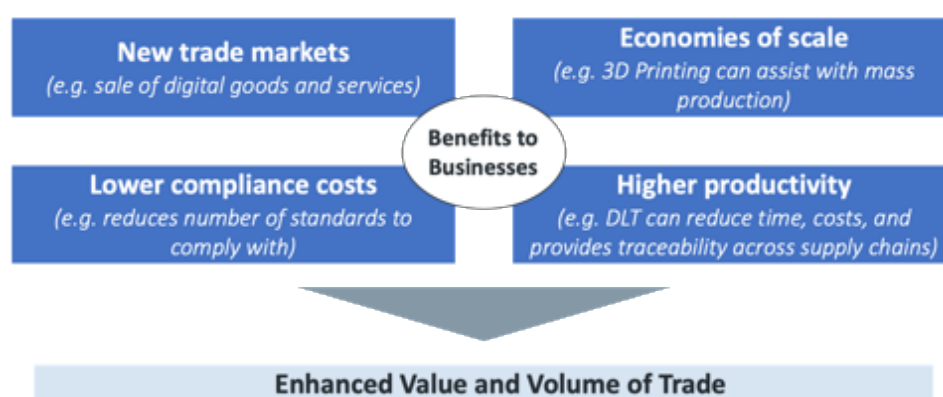 New trade markets
(e.g. sale of digital goods and services)
Economies of scale
(e.g. 3D Printing can assist with mass
production)
Benefits to
Businesses
Lower compliance costs
(e.g. reduces number of standards to
comply with)
Higher productivity
(e.g. DLT can reduce time, costs, and
provides traceability across supply chains)
Enhanced Value and Volume of Trade